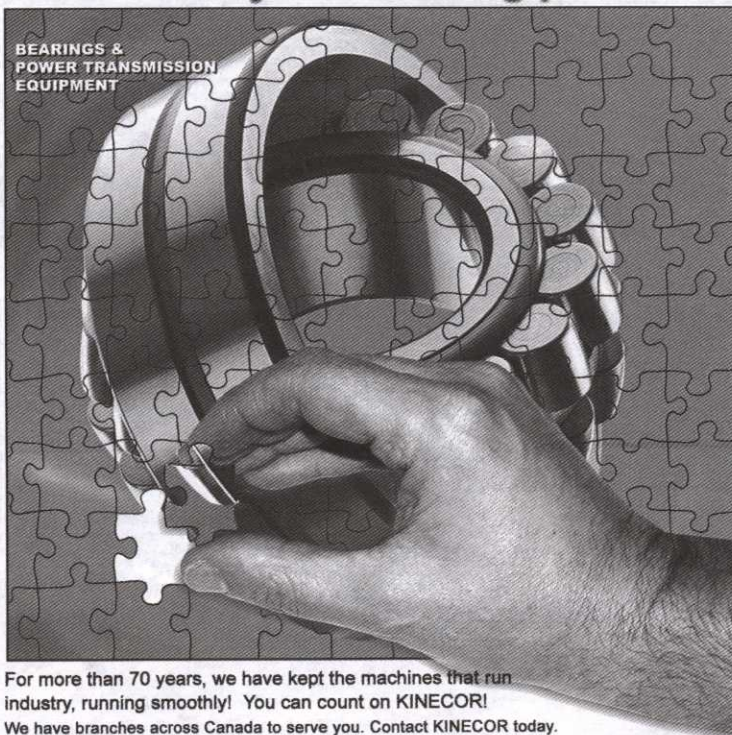 BEARINGS &
POWER TRANSMISSION
EQUIPMENT
For more than 70 years, we have kept the machines that run
industry, running smoothly! You can count on KINECOR!
We have branches across Canada to serve you. Contact KINECOR today.